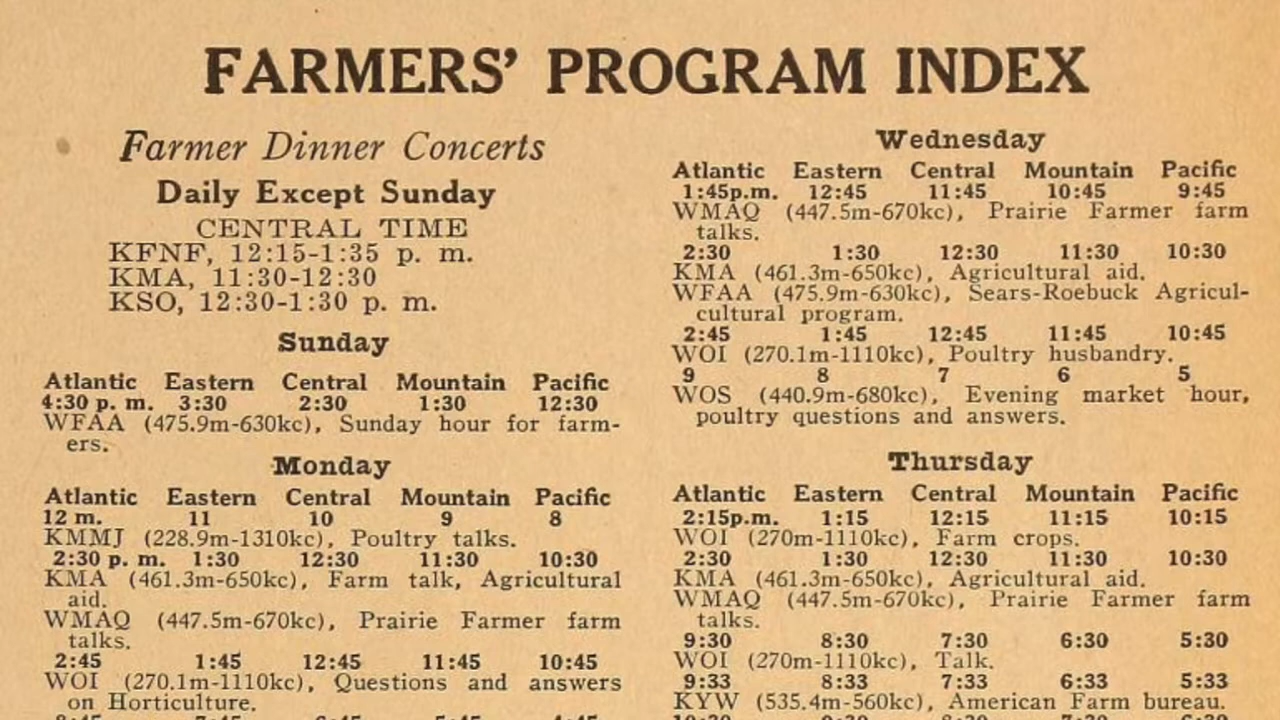 FARMERS' PROGRAM INDEX
Farmer Dinner Concerts
Daily Except Sunday
CENTRAL TIME
KFNF, 12:15-1:35 p. m.
KMA, 11:30-12:30
KSO, 12:30-1:30 p. m.
Sunday
Atlantic Eastern Central Mountain Pacific
4:30 p. m. 3:30 2:30 1:30 12:30
WFAA (475.9m-630kc), Sunday hour for farm-
ers.
Monday
Atlantic Eastern Central Mountain Pacific
12 m. 11 10 9 8
KMMJ (228.9m-1310kc), Poultry talks.
2:30 p. m. 1:30 12:30 11:30 10:30
KMA (461.3m-650kc), Farm talk, Agricultural
aid.
WMAQ (447.5m-670kc), Prairie Farmer farm
talks.
2:45 1:45 12:45 11:45 10:45
WOI (270.1m-1110kc), Questions and answers
on Horticulture.
Wednesday
Atlantic Eastern Central Mountain Pacific
1:45p.m. 12:45 11:45 10:45 9:45
WMAQ (447.5m-670kc), Prairie Farmer farm
talks.
2:30 1:30 12:30 11:30 10:30
KMA (461.3m-650kc), Agricultural aid.
WFAA (475.9m-630kc), Sears-Roebuck Agricul-
cultural program.
2:45 1:45 12:45 11:45 10:45
WOI (270.1m-1110kc), Poultry husbandry.
9 8 7 6 5
WOS (440.9m-680kc), Evening market hour,
poultry questions and answers.
Thursday
Atlantic Eastern Central Mountain Pacific
2:15p.m. 1:15 12:15 11:15 10:15
WOI (270m-1110kc), Farm crops.
2:30 1:30 12:30 11:30 10:30
KMA (461.3m-650kc), Agricultural aid.
WMAQ (447.5m-670kc), Prairie Farmer farm
talks.
9:30 8:30 7:30 6:30 5:30
WOI (270m-1110kc), Talk.
9:33 8:33 7:33 6:33 5:33
KYW (535.4m-560kc), American Farm bureau.